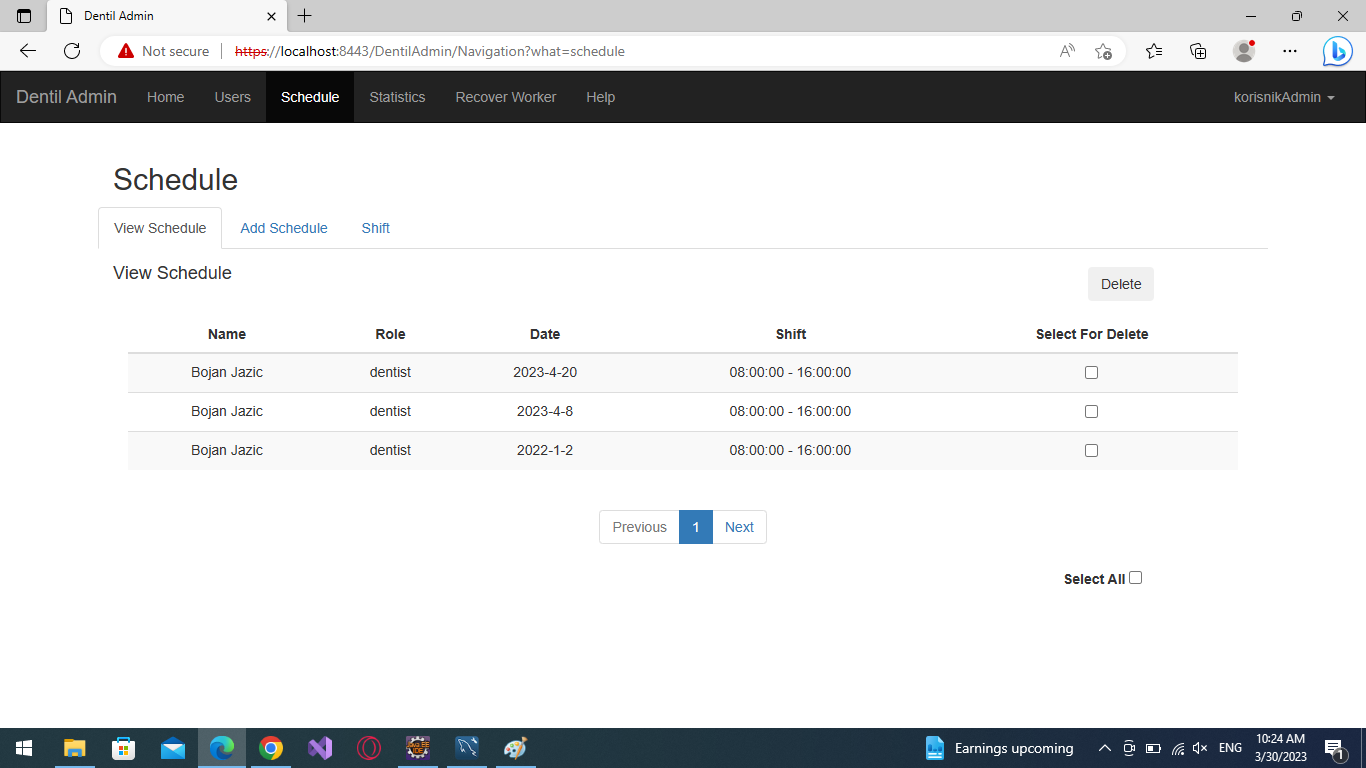 Dentil Admin
Not secure https://localhost:8443/DentilAdmin/Navigation?what=schedule
Dentil Admin Home Users Schedule Statistics Recover Worker Help korisnikAdmin
Schedule
View Schedule Add Schedule Shift
View Schedule
Delete
Name Role Date Shift Select For Delete
Bojan Jazic dentist 2023-4-20 08:00:00 - 16:00:00
Bojan Jazic dentist 2023-4-8 08:00:00 - 16:00:00
Bojan Jazic dentist 2022-1-2 08:00:00 - 16:00:00
Previous 1 Next
Select All
Earnings upcoming ENG 10:24 AM
3/30/2023 1